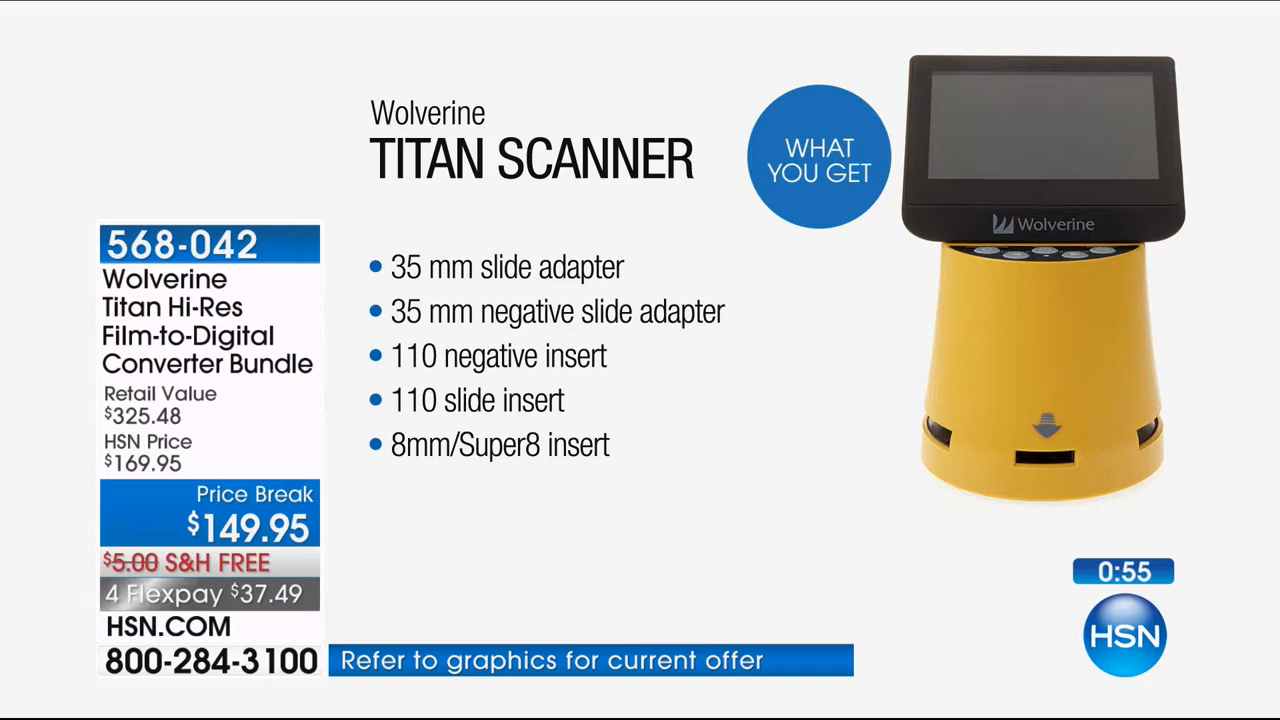 Wolverine
TITAN SCANNER
WHAT
YOU GET
Wolverine
• 35 mm slide adapter
• 35 mm negative slide adapter
• 110 negative insert
• 110 slide insert
• 8mm/Super8 insert
568-042
Wolverine
Titan Hi-Res
Film-to-Digital
Converter Bundle
Retail Value
$325.48
HSN Price
$169.95
Price Break
$149.95
$5.00 S&H FREE
4 Flexpay $37.49
HSN.COM
800-284-3100
Refer to graphics for current offer
0:55
HSN